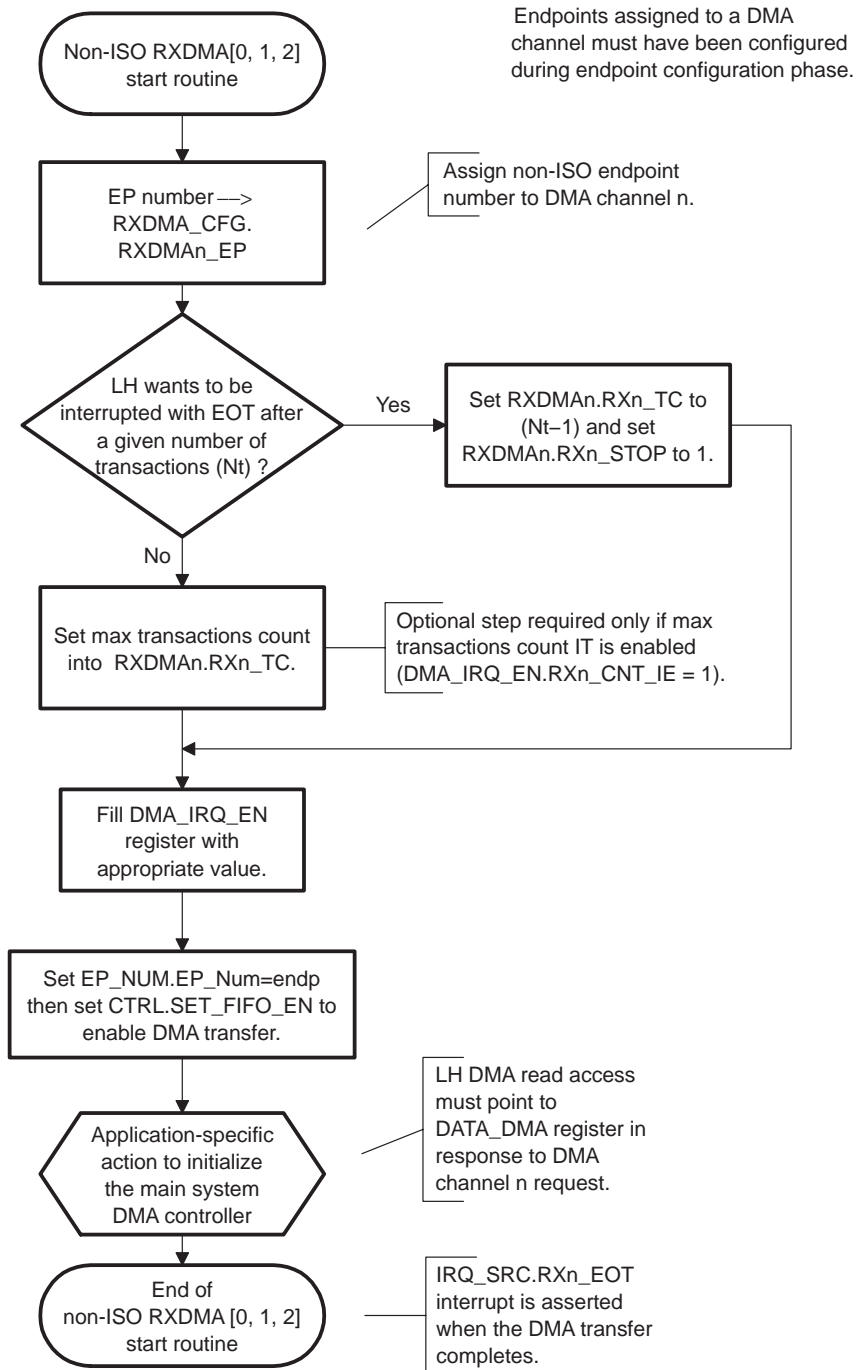 Endpoints assigned to a DMA
channel must have been configured
during endpoint configuration phase.
Non-ISO RXDMA[0, 1, 2]
start routine
EP number −−>
RXDMA_CFG.
RXDMAn_EP
Assign non-ISO endpoint
number to DMA channel n.
LH wants to be
interrupted with EOT after
a given number of
transactions (Nt) ?
Yes
Set RXDMAn.RXn_TC to
(Nt−1) and set
RXDMAn.RXn_STOP to 1.
No
Set max transactions count
into RXDMAn.RXn_TC.
Optional step required only if max
transactions count IT is enabled
(DMA_IRQ_EN.RXn_CNT_IE = 1).
Fill DMA_IRQ_EN
register with
appropriate value.
Set EP_NUM.EP_Num=endp
then set CTRL.SET_FIFO_EN to
enable DMA transfer.
Application-specific
action to initialize
the main system
DMA controller
LH DMA read access
must point to
DATA_DMA register in
response to DMA
channel n request.
End of
non-ISO RXDMA [0, 1, 2]
start routine
IRQ_SRC.RXn_EOT
interrupt is asserted
when the DMA transfer
completes.